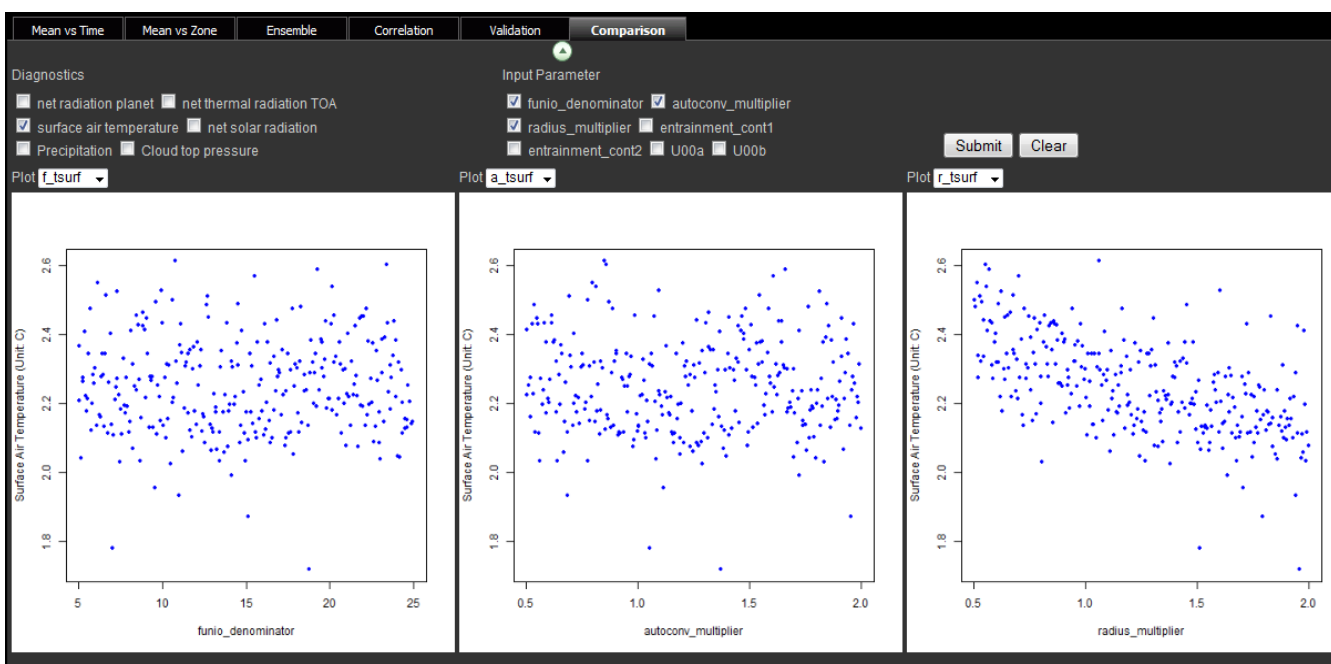 Mean vs Time Mean vs Zone Ensemble Correlation Validation Comparison
Diagnostics
net radiation planet net thermal radiation TOA
surface air temperature net solar radiation
Precipitation Cloud top pressure
Input Parameter
funio_denominator autoconv_multiplier
radius_multiplier entrainment_cont1
entrainment_cont2 U00a U00b
Submit Clear
Plot f_tsurf
Surface Air Temperature (Unit: C)
2.6
2.4
2.2
2.0
1.8
5 10 15 20 25
funio_denominator
Plot a_tsurf
Surface Air Temperature (Unit: C)
2.6
2.4
2.2
2.0
1.8
0.5 1.0 1.5 2.0
autoconv_multiplier
Plot r_tsurf
Surface Air Temperature (Unit: C)
2.6
2.4
2.2
2.0
1.8
0.5 1.0 1.5 2.0
radius_multiplier